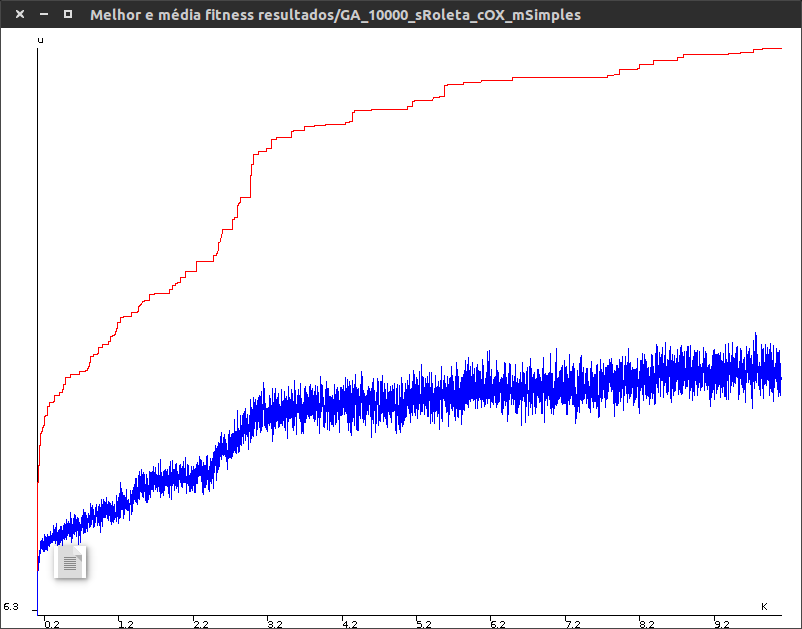 Melhor e média fitness resultados/GA_10000_sRoleta_cOX_mSimples
u
6.3
K
0.2 1.2 2.2 3.2 4.2 5.2 6.2 7.2 8.2 9.2